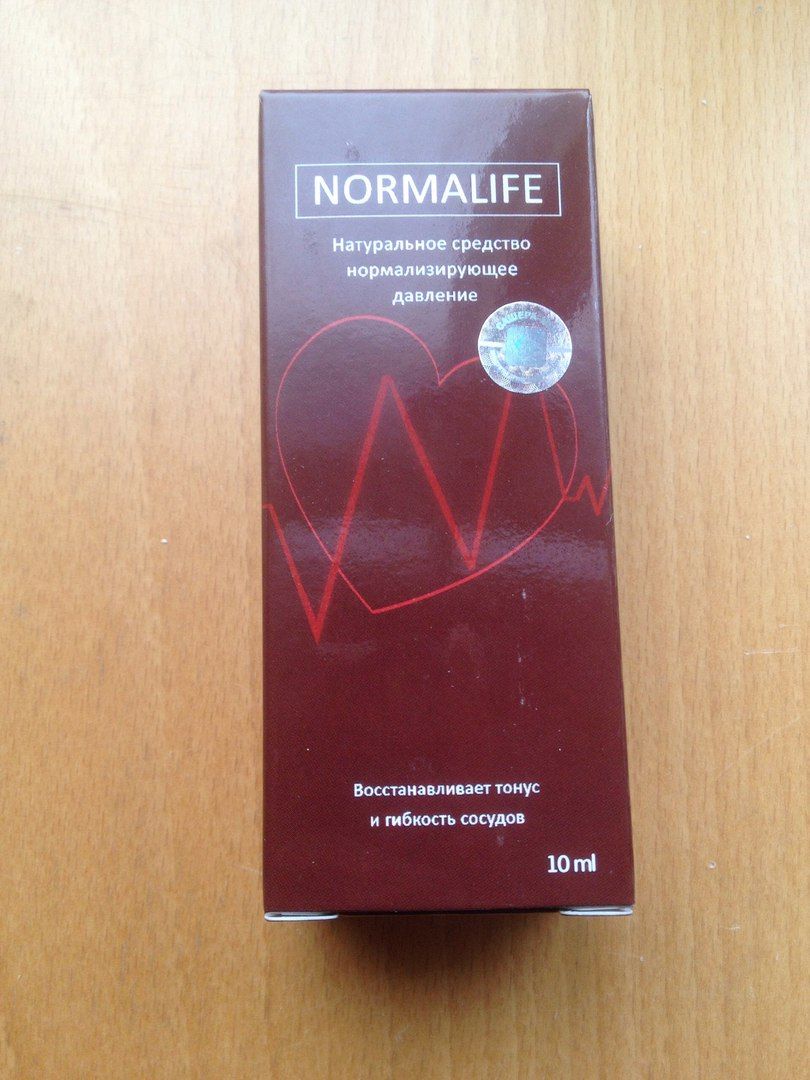 NORMALIFE
Натуральное средство
нормализирующее
давление
Восстанавливает тонус
и гибкость сосудов
10 ml